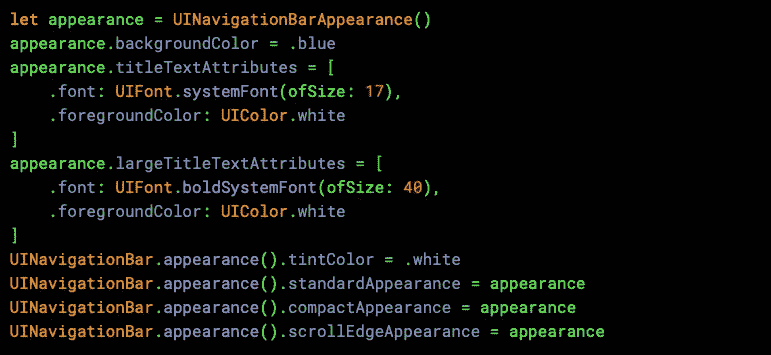 let appearance = UINavigationBarAppearance()
appearance.backgroundColor = .blue
appearance.titleTextAttributes = [
    .font: UIFont.systemFont(ofSize: 17),
    .foregroundColor: UIColor.white
]
appearance.largeTitleTextAttributes = [
    .font: UIFont.boldSystemFont(ofSize: 40),
    .foregroundColor: UIColor.white
]
UINavigationBar.appearance().tintColor = .white
UINavigationBar.appearance().standardAppearance = appearance
UINavigationBar.appearance().compactAppearance = appearance
UINavigationBar.appearance().scrollEdgeAppearance = appearance